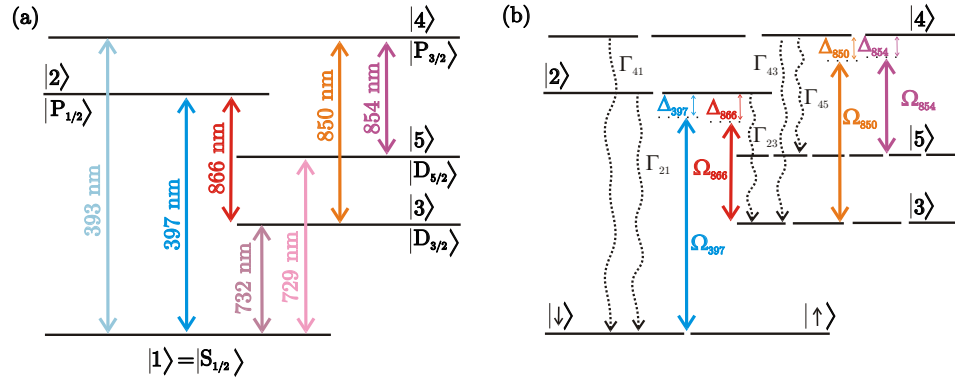 (a)
|4⟩
|P3/2⟩
|2⟩
|P1/2⟩
393 nm
397 nm
866 nm
850 nm
854 nm
|5⟩
|D5/2⟩
|3⟩
|D3/2⟩
732 nm
729 nm
|1⟩=|S1/2⟩
(b)
|4⟩
Γ41
Γ43
Δ850
Δ854
|2⟩
Γ45
Δ397
Δ866
Ω850
Ω854
Γ23
|5⟩
Γ21
Ω866
|3⟩
Ω397
|↓⟩
|↑⟩